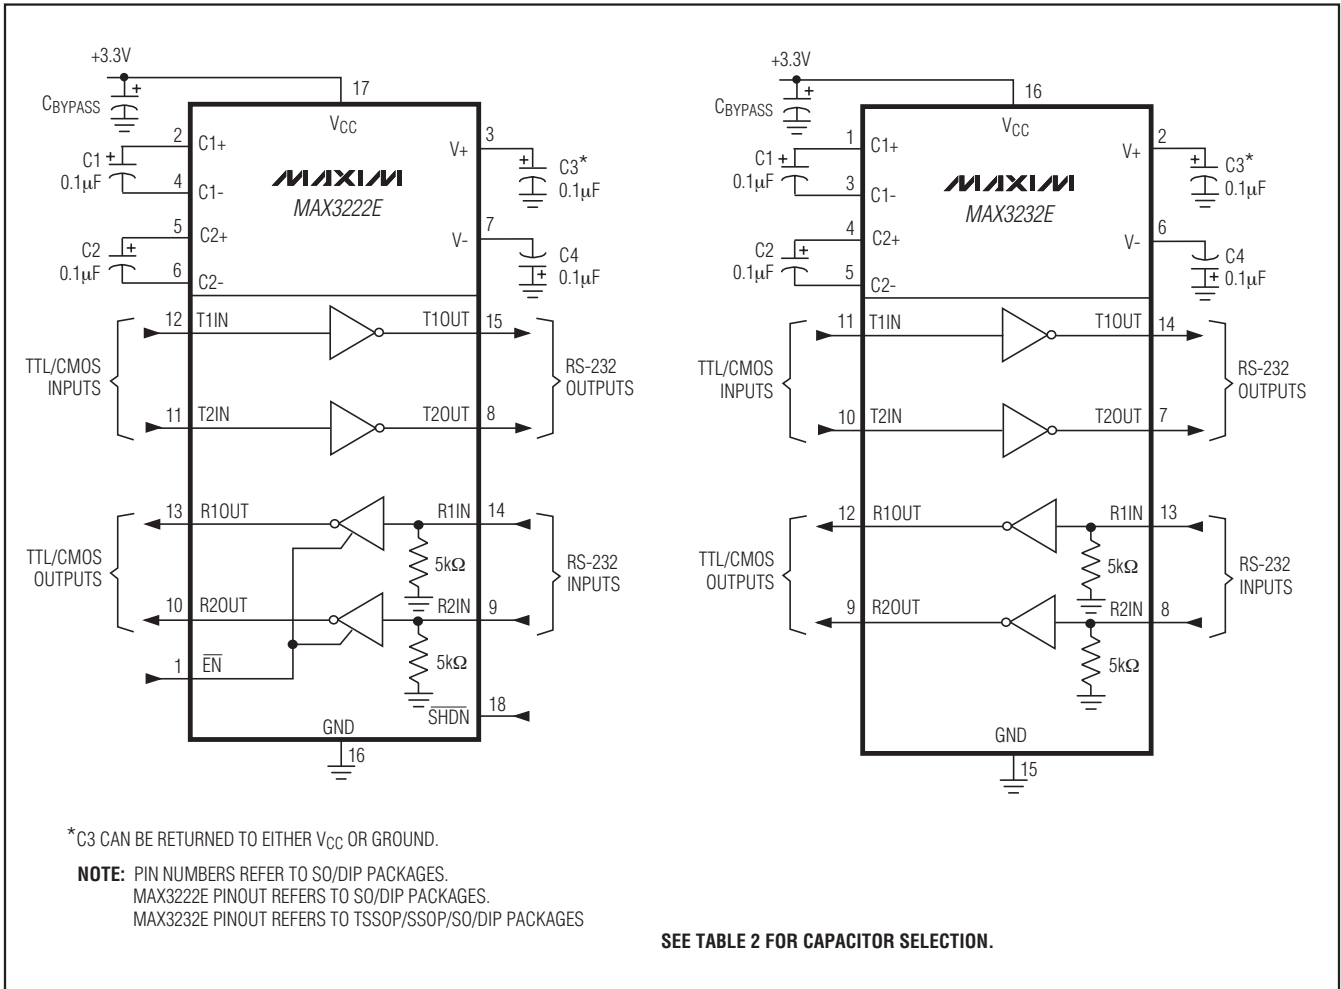 +3.3V
17
CBYPASS
VCC
2
C1+
C1
0.1µF
4
C1-
MAXIM
MAX3222E
V+
3
C3*
0.1µF
5
C2+
C2
0.1µF
6
C2-
V-
7
C4
0.1µF
TTL/CMOS
INPUTS
12
T1IN
T1OUT
15
RS-232
OUTPUTS
11
T2IN
T2OUT
8
TTL/CMOS
OUTPUTS
13
R1OUT
R1IN
14
5kΩ
RS-232
INPUTS
10
R2OUT
R2IN
9
5kΩ
1
EN
SHDN
18
GND
16
+3.3V
16
CBYPASS
VCC
1
C1+
C1
0.1µF
3
C1-
MAXIM
MAX3232E
V+
2
C3*
0.1µF
4
C2+
C2
0.1µF
5
C2-
V-
6
C4
0.1µF
TTL/CMOS
INPUTS
11
T1IN
T1OUT
14
RS-232
OUTPUTS
10
T2IN
T2OUT
7
TTL/CMOS
OUTPUTS
12
R1OUT
R1IN
13
5kΩ
RS-232
INPUTS
9
R2OUT
R2IN
8
5kΩ
GND
15
*C3 CAN BE RETURNED TO EITHER VCC OR GROUND.
NOTE: PIN NUMBERS REFER TO SO/DIP PACKAGES.
MAX3222E PINOUT REFERS TO SO/DIP PACKAGES.
MAX3232E PINOUT REFERS TO TSSOP/SSOP/SO/DIP PACKAGES
SEE TABLE 2 FOR CAPACITOR SELECTION.